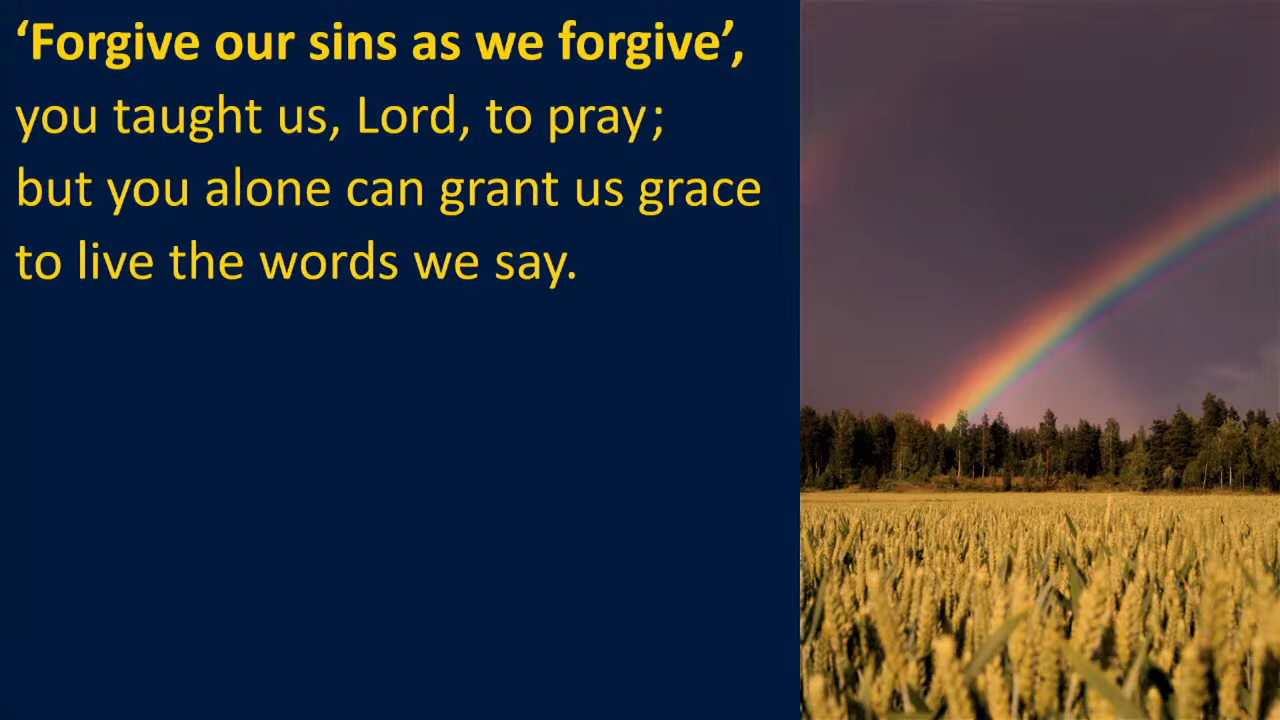 ‘Forgive our sins as we forgive’,
you taught us, Lord, to pray;
but you alone can grant us grace
to live the words we say.